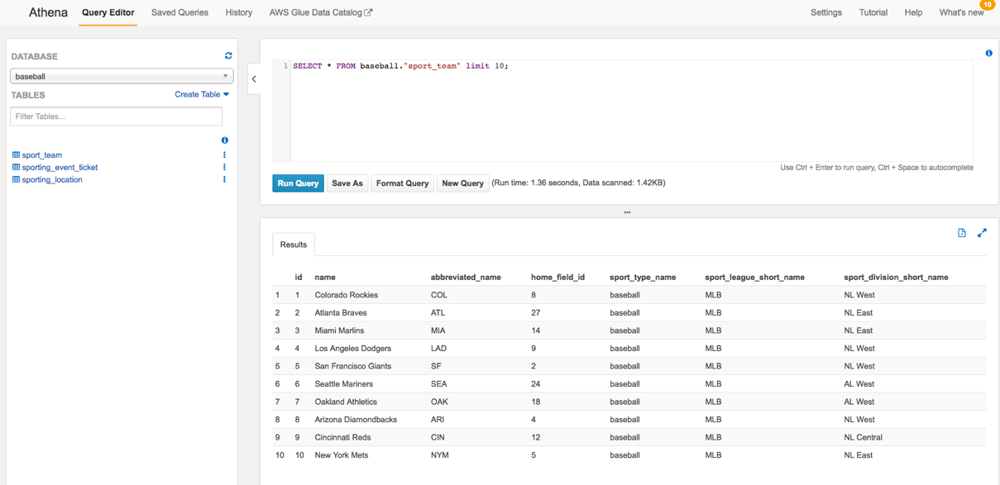 Athena Query Editor Saved Queries History AWS Glue Data Catalog Settings Tutorial Help What's new 10
DATABASE
baseball
TABLES Create Table
Filter Tables...
sport_team
sporting_event_ticket
sporting_location
1 SELECT * FROM baseball."sport_team" limit 10;
Use Ctrl + Enter to run query, Ctrl + Space to autocomplete
Run Query Save As Format Query New Query (Run time: 1.36 seconds, Data scanned: 1.42KB)
Results
id name abbreviated_name home_field_id sport_type_name sport_league_short_name sport_division_short_name
1 1 Colorado Rockies COL 8 baseball MLB NL West
2 2 Atlanta Braves ATL 27 baseball MLB NL East
3 3 Miami Marlins MIA 14 baseball MLB NL East
4 4 Los Angeles Dodgers LAD 9 baseball MLB NL West
5 5 San Francisco Giants SF 2 baseball MLB NL West
6 6 Seattle Mariners SEA 24 baseball MLB AL West
7 7 Oakland Athletics OAK 18 baseball MLB AL West
8 8 Arizona Diamondbacks ARI 4 baseball MLB NL West
9 9 Cincinnati Reds CIN 12 baseball MLB NL Central
10 10 New York Mets NYM 5 baseball MLB NL East